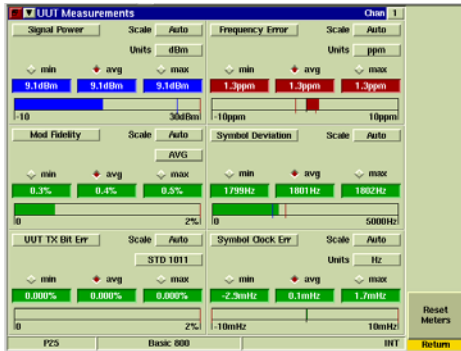 UUT Measurements Chan 1
Signal Power Scale Auto
Units dBm
min avg max
9.1dBm 9.1dBm 9.1dBm
-10 30dBm
Frequency Error Scale Auto
Units ppm
min avg max
1.3ppm 1.3ppm 1.3ppm
-10ppm 10ppm
Mod Fidelity Scale Auto
AVG
min avg max
0.3% 0.4% 0.5%
0 2%
Symbol Deviation Scale Auto
min avg max
1799Hz 1801Hz 1802Hz
0 5000Hz
UUT TX Bit Err Scale Auto
STD 1011
min avg max
0.000% 0.000% 0.000%
0 2%
Symbol Clock Err Scale Auto
Units Hz
min avg max
-2.9mHz 0.1mHz 1.7mHz
-10mHz 10mHz
Reset
Meters
P25 Basic 800 INT Return